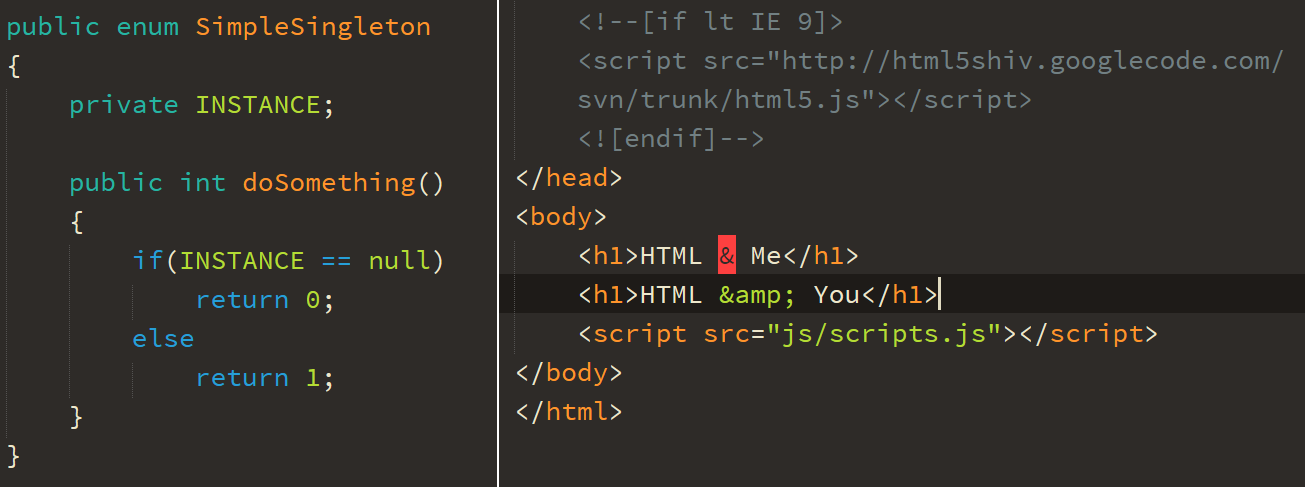 public enum SimpleSingleton
{
    private INSTANCE;

    public int doSomething()
    {
        if(INSTANCE == null)
            return 0;
        else
            return 1;
    }
}
<!--[if lt IE 9]>
<script src="http://html5shiv.googlecode.com/
svn/trunk/html5.js"></script>
<![endif]-->
</head>
<body>
    <h1>HTML & Me</h1>
    <h1>HTML &amp; You</h1>
    <script src="js/scripts.js"></script>
</body>
</html>